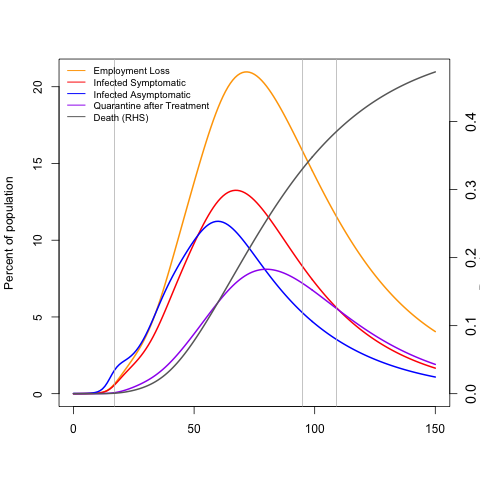 Employment Loss
Infected Symptomatic
Infected Asymptomatic
Quarantine after Treatment
Death (RHS)
Percent of population
0
5
10
15
20
0.0
0.1
0.2
0.3
0.4
0
50
100
150